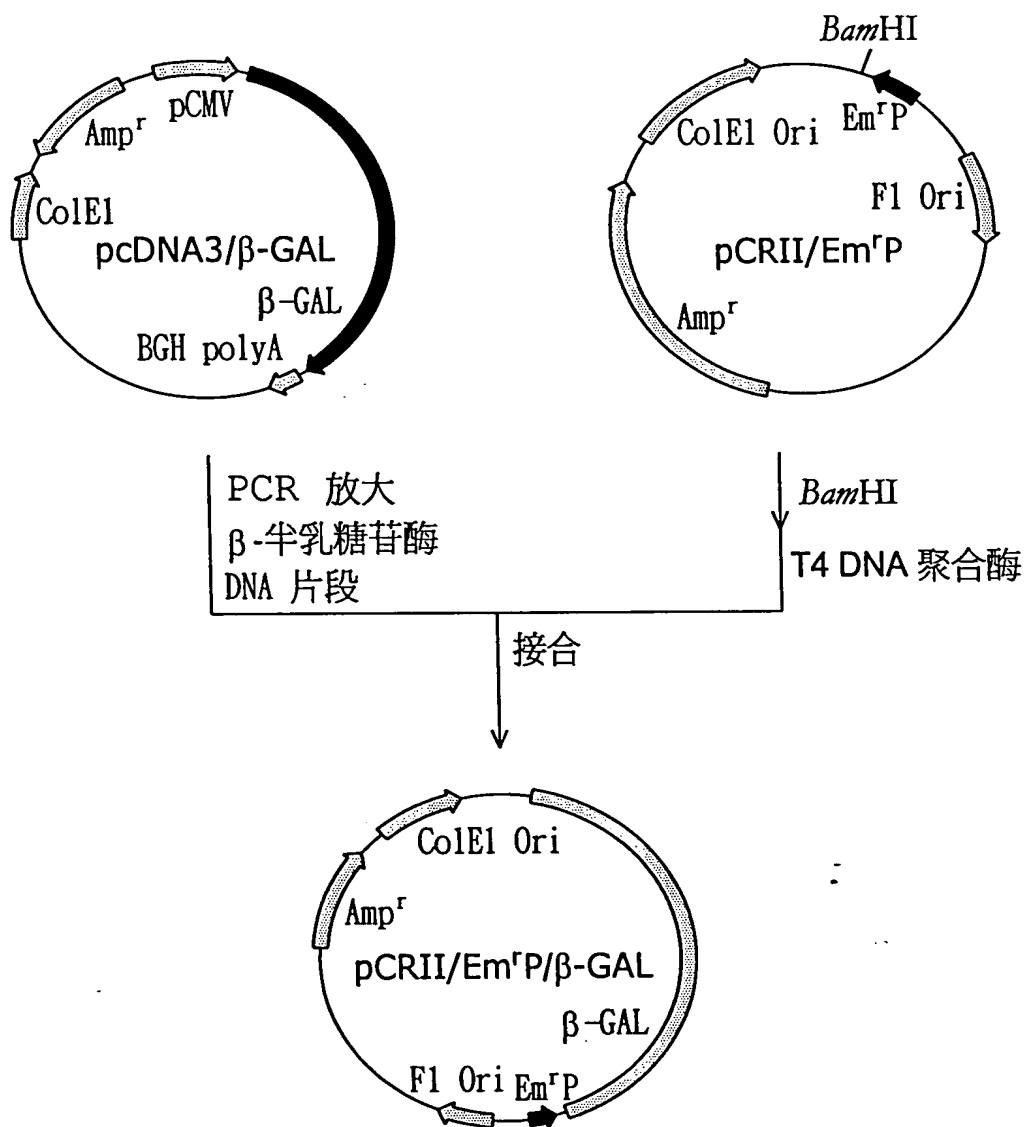 pCMV
Ampʳ
ColE1
pcDNA3/β-GAL
β-GAL
BGH polyA
BamHI
ColE1 Ori
EmʳP
F1 Ori
pCRII/EmʳP
Ampʳ
PCR 放大
β-半乳糖苷酶
DNA 片段
BamHI
T4 DNA 聚合酶
接合
ColE1 Ori
Ampʳ
pCRII/EmʳP/β-GAL
β-GAL
F1 Ori
EmʳP